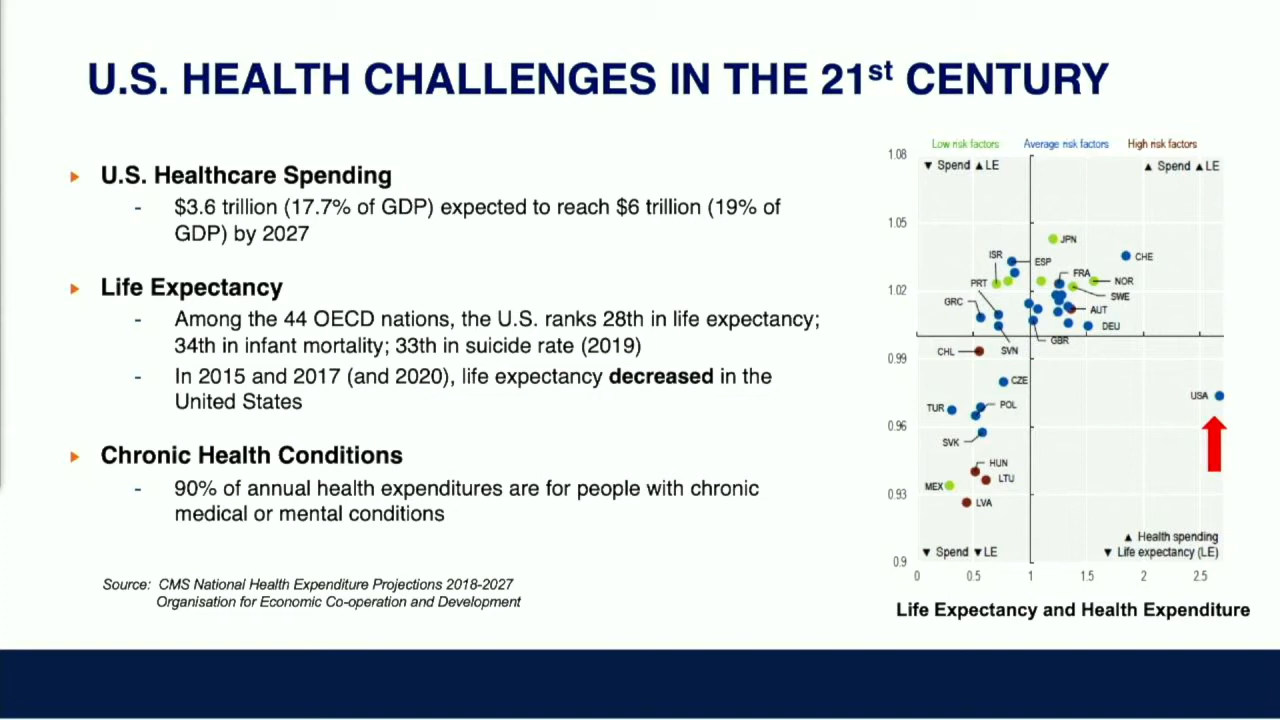 U.S. HEALTH CHALLENGES IN THE 21st CENTURY
U.S. Healthcare Spending
- $3.6 trillion (17.7% of GDP) expected to reach $6 trillion (19% of
GDP) by 2027
Life Expectancy
- Among the 44 OECD nations, the U.S. ranks 28th in life expectancy;
34th in infant mortality; 33th in suicide rate (2019)
- In 2015 and 2017 (and 2020), life expectancy decreased in the
United States
Chronic Health Conditions
- 90% of annual health expenditures are for people with chronic
medical or mental conditions
Source: CMS National Health Expenditure Projections 2018-2027
Organisation for Economic Co-operation and Development
Low risk factors Average risk factors High risk factors
1.08
▼ Spend ▲LE ▲ Spend ▲LE
1.05
JPN
ISR ESP CHE
FRA
PRT NOR
1.02 SWE
GRC AUT
DEU
GBR
CHL SVN
0.99
CZE
USA
TUR POL
0.96
SVK
HUN
LTU
MEX
0.93
LVA
▲ Health spending
▼ Spend ▼LE ▼ Life expectancy (LE)
0.9
0 0.5 1 1.5 2 2.5
Life Expectancy and Health Expenditure